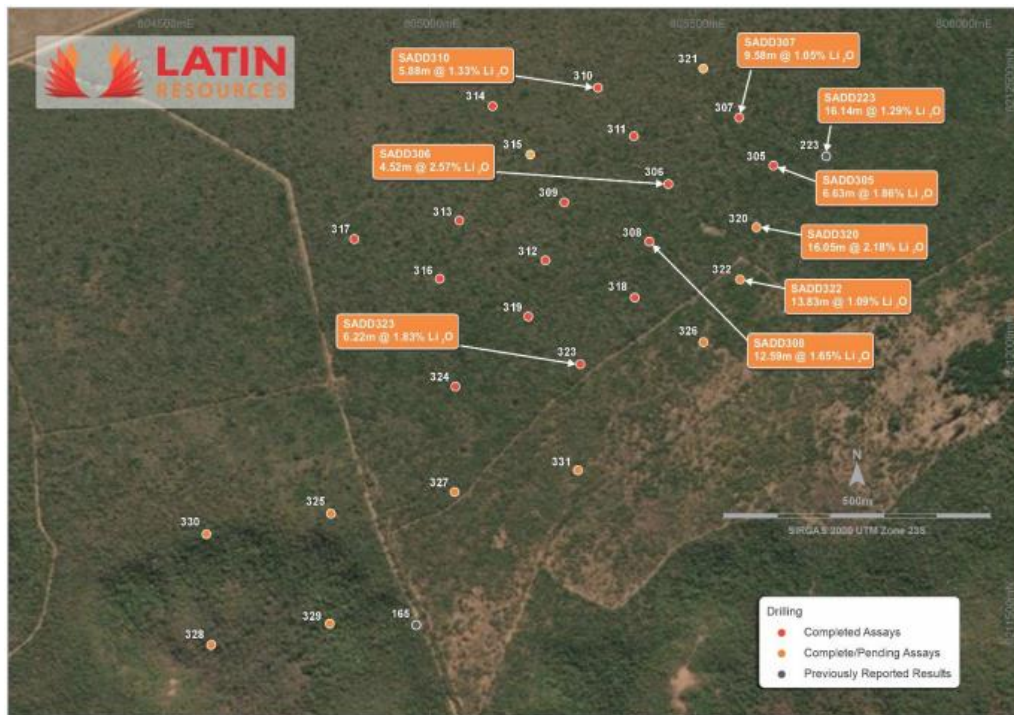 604500mE
605000mE
605500mE
606000mE
LATIN
RESOURCES
SADD310
5.88m @ 1.33% Li₂O
310
321
SADD307
9.58m @ 1.05% Li₂O
314
307
SADD223
16.14m @ 1.29% Li₂O
311
315
223
SADD306
4.52m @ 2.57% Li₂O
306
305
SADD305
6.63m @ 1.86% Li₂O
309
313
317
308
320
SADD320
16.05m @ 2.18% Li₂O
312
316
322
318
SADD322
13.83m @ 1.09% Li₂O
319
SADD323
6.22m @ 1.83% Li₂O
326
SADD308
12.59m @ 1.65% Li₂O
323
324
331
327
N
500m
SIRGAS 2000 UTM Zone 23S
325
330
165
329
328
Drilling
Completed Assays
Complete/Pending Assays
Previously Reported Results